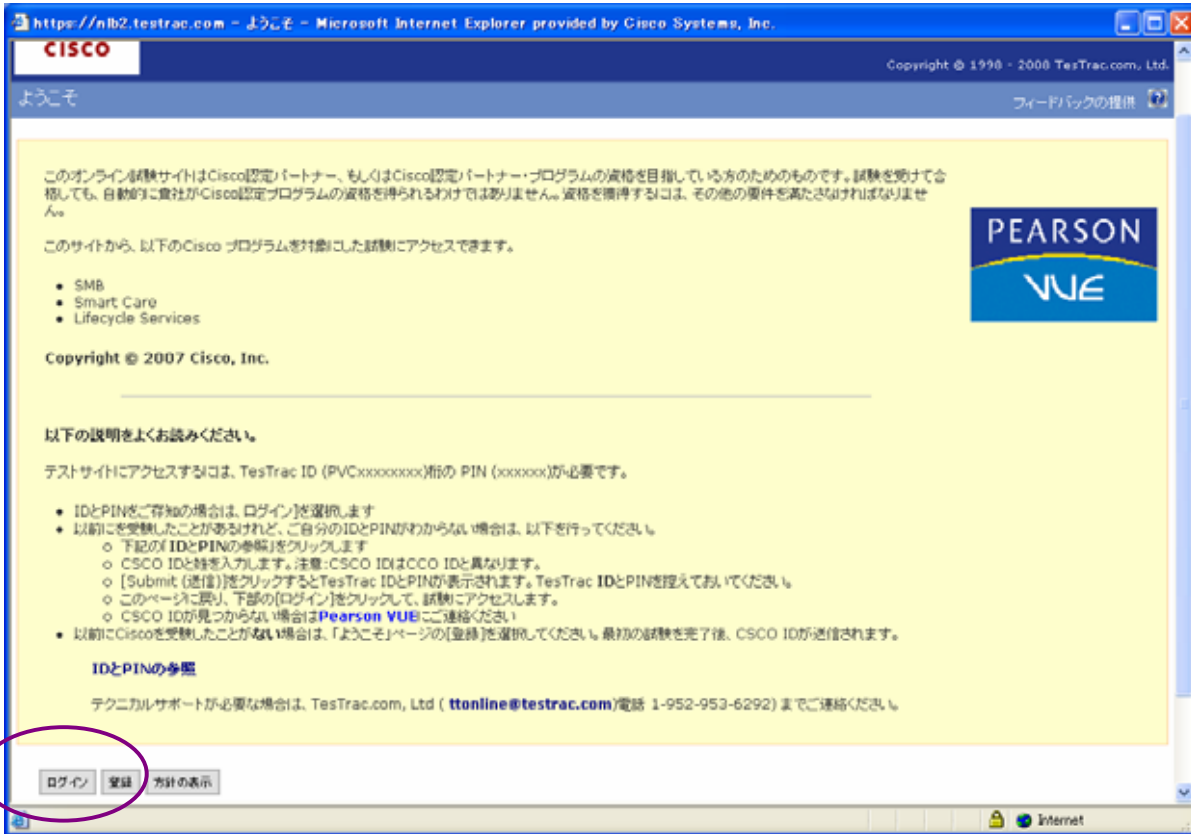 https://nlb2.testrac.com - ようこそ - Microsoft Internet Explorer provided by Cisco Systems, Inc.
CISCO
Copyright © 1998 - 2008 TesTrac.com, Ltd.
ようこそ
フィードバックの提供
このオンライン試験サイトはCisco認定パートナー、もしくはCisco認定パートナー・プログラムの資格を目指している方のためのものです。試験を受けて合
格しても、自動的に貴社がCisco認定プログラムの資格を得られるわけではありません。資格を獲得するには、その他の要件を満たさなければなりませ
ん。
PEARSON
VUE
このサイトから、以下のCisco プログラムを対象にした試験にアクセスできます。
• SMB
• Smart Care
• Lifecycle Services
Copyright © 2007 Cisco, Inc.
以下の説明をよくお読みください。
テストサイトにアクセスするには、TesTrac ID (PVCxxxxxxxx)桁の PIN (xxxxxx)が必要です。
• IDとPINをご存知の場合は、ログイン]を選択します
• 以前にを受験したことがあるけれど、ご自分のIDとPINがわからない場合は、以下を行ってください。
o 下記の「IDとPINの参照」をクリックします
o CSCO IDと姓を入力します。注意:CSCO IDはCCO IDと異なります。
o [Submit (送信)]をクリックするとTesTrac IDとPINが表示されます。TesTrac IDとPINを控えておいてください。
o このページに戻り、下部の[ログイン]をクリックして、試験にアクセスします。
o CSCO IDが見つからない場合はPearson VUEにご連絡ください
• 以前にCiscoを受験したことがない場合は、「ようこそ」ページの[登録]を選択してください。最初の試験を完了後、CSCO IDが送信されます。
IDとPINの参照
テクニカルサポートが必要な場合は、TesTrac.com, Ltd ( ttonline@testrac.com)電話 1-952-953-6292) までご連絡ください。
ログイン 登録 方針の表示
Internet